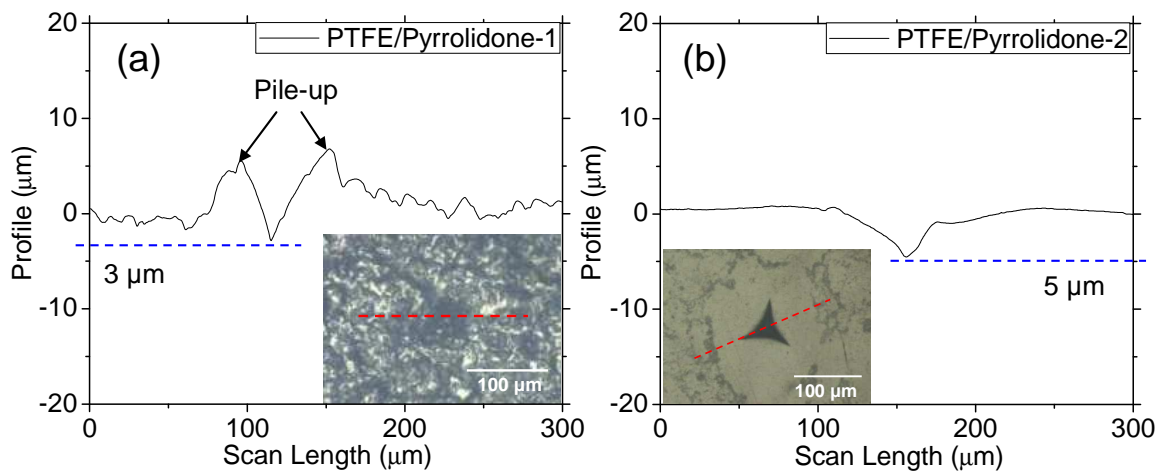 (a)
PTFE/Pyrrolidone-1
Pile-up
3 µm
100 µm
20
10
0
-10
-20
Profile (µm)
0
100
200
300
Scan Length (µm)
(b)
PTFE/Pyrrolidone-2
5 µm
100 µm
20
10
0
-10
-20
Profile (µm)
0
100
200
300
Scan Length (µm)